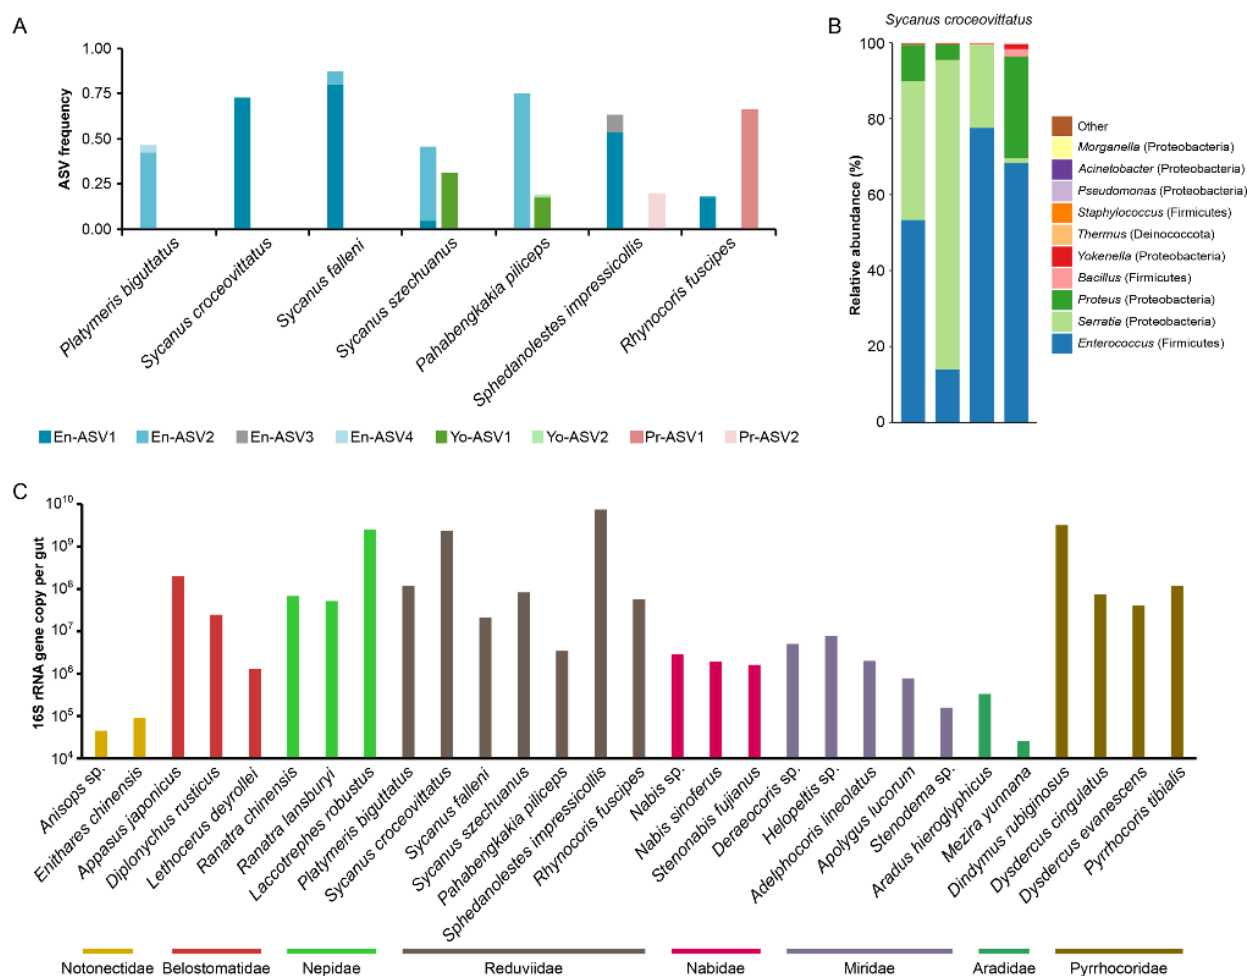 A
1.00
0.75
0.50
0.25
0.00
ASV frequency
Platymeris biguttatus
Sycanus croceovittatus
Sycanus falleni
Sycanus szechuanus
Pahabengkakia piliceps
Sphedanolestes impressicollis
Rhynocoris fuscipes
En-ASV1 En-ASV2 En-ASV3 En-ASV4 Yo-ASV1 Yo-ASV2 Pr-ASV1 Pr-ASV2
B
Sycanus croceovittatus
100
80
60
40
20
0
Relative abundance (%)
Other
Morganella (Proteobacteria)
Acinetobacter (Proteobacteria)
Pseudomonas (Proteobacteria)
Staphylococcus (Firmicutes)
Thermus (Deinococcota)
Yokenella (Proteobacteria)
Bacillus (Firmicutes)
Proteus (Proteobacteria)
Serratia (Proteobacteria)
Enterococcus (Firmicutes)
C
10^10
10^9
10^8
10^7
10^6
10^5
10^4
16S rRNA gene copy per gut
Anisops sp.
Enithares chinensis
Appasus japonicus
Diplonychus rusticus
Lethocerus deyrollei
Ranatra chinensis
Ranatra lansburyi
Laccotrephes robustus
Platymeris biguttatus
Sycanus croceovittatus
Sycanus falleni
Sycanus szechuanus
Pahabengkakia piliceps
Sphedanolestes impressicollis
Rhynocoris fuscipes
Nabis sp.
Nabis sinoferus
Stenonabis fujianus
Deraeocoris sp.
Helopeltis sp.
Adelphocoris lineolatus
Apolygus lucorum
Stenodema sp.
Aradus hieroglyphicus
Mezira yunnana
Dindymus rubiginosus
Dysdercus cingulatus
Dysdercus evanescens
Pyrrhocoris tibialis
Notonectidae Belostomatidae Nepidae Reduviidae Nabidae Miridae Aradidae Pyrrhocoridae